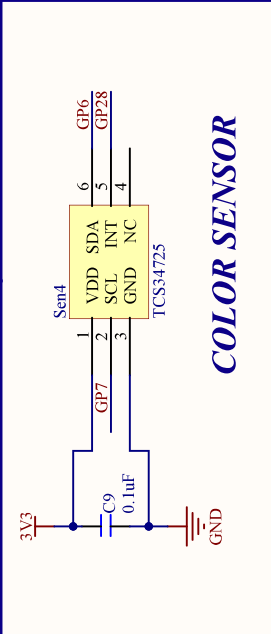 COLOR SENSOR
Sen4
TCS34725
1 VDD
2 SCL
3 GND
6 SDA
5 INT
4 NC
GP6
GP28
GP7
3V3
C9
0.1uF
GND